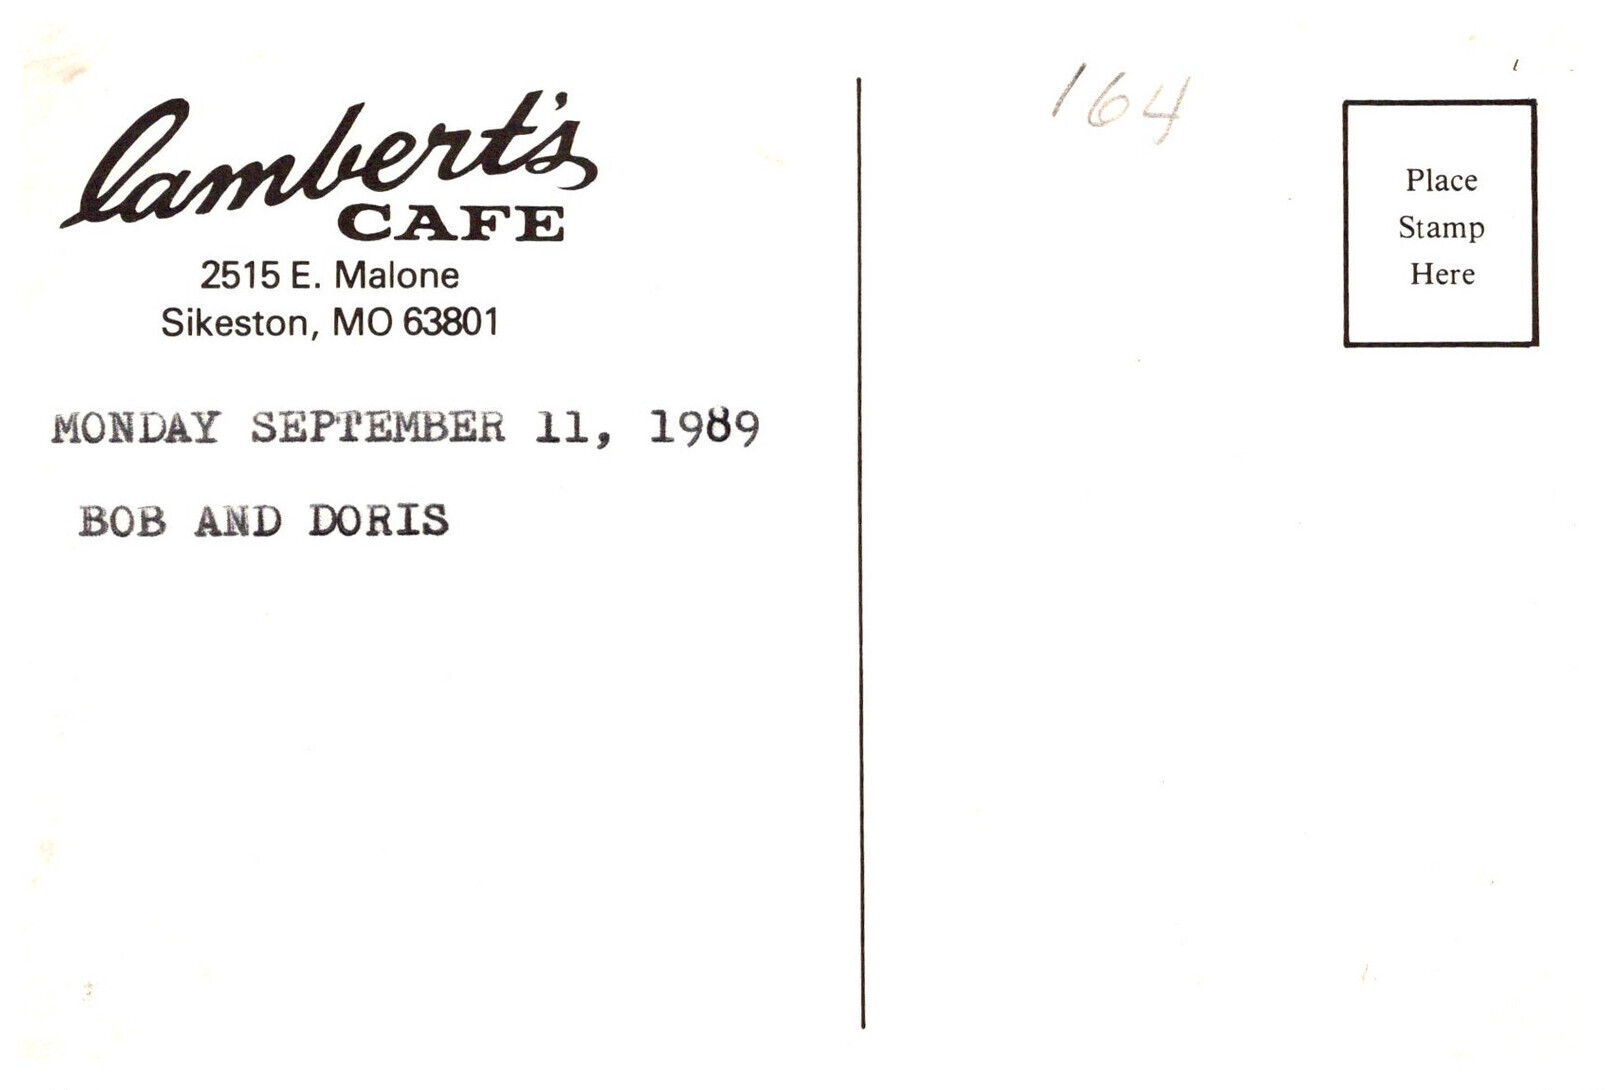 lambert's
CAFE
2515 E. Malone
Sikeston, MO 63801
MONDAY SEPTEMBER 11, 1989
BOB AND DORIS
164
Place
Stamp
Here